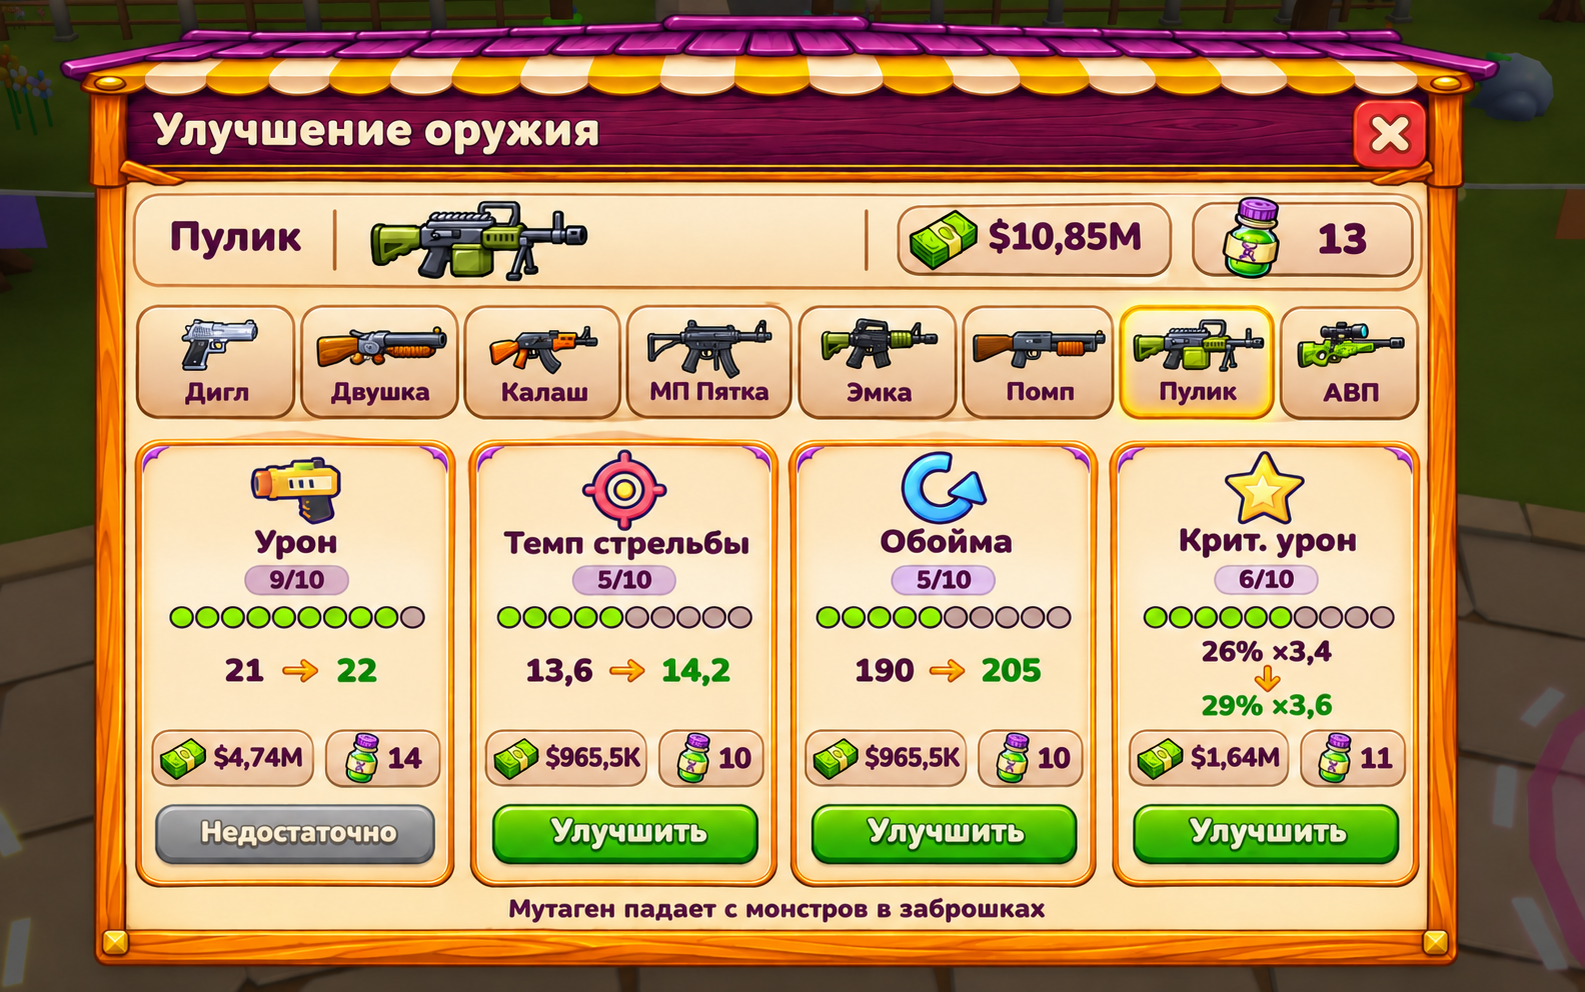 Улучшение оружия
Пулик
$10,85M
13
Дигл
Двушка
Калаш
МП Пятка
Эмка
Помп
Пулик
АВП
Урон
9/10
21
22
$4,74M
14
Недостаточно
Темп стрельбы
5/10
13,6
14,2
$965,5K
10
Улучшить
Обойма
5/10
190
205
$965,5K
10
Улучшить
Крит. урон
6/10
26% ×3,4
29% ×3,6
$1,64M
11
Улучшить
Мутаген падает с монстров в заброшках